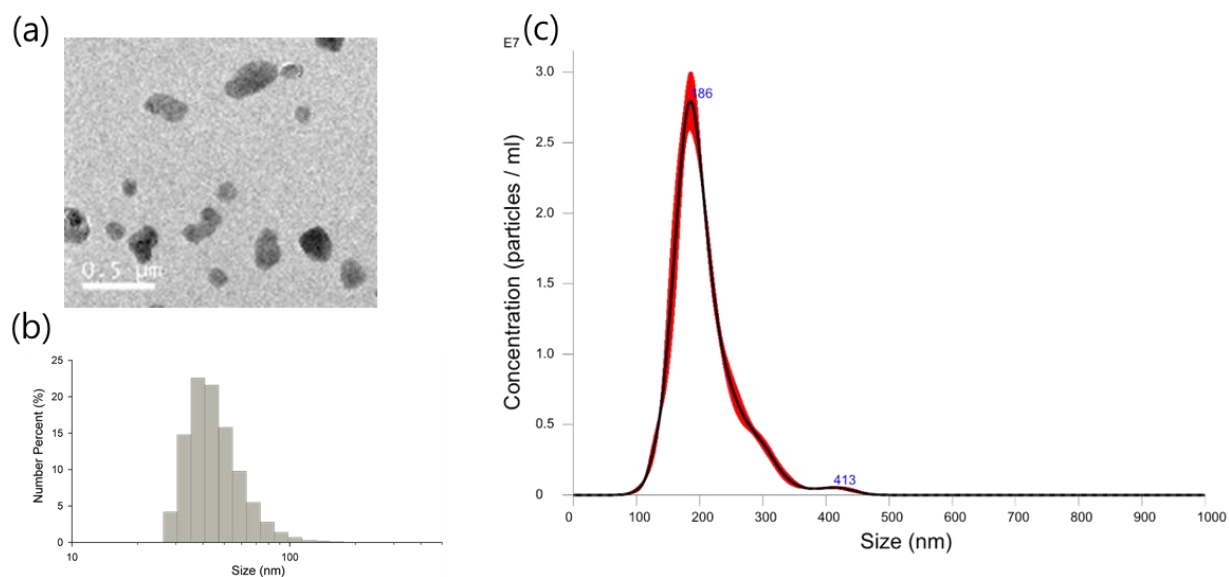 (a)
0.5 µm
(b)
25
20
15
10
5
0
Number Percent (%)
10
100
Size (nm)
(c)
E7
3.0
2.5
2.0
1.5
1.0
0.5
0
Concentration (particles / ml)
186
413
0 100 200 300 400 500 600 700 800 900 1000
Size (nm)